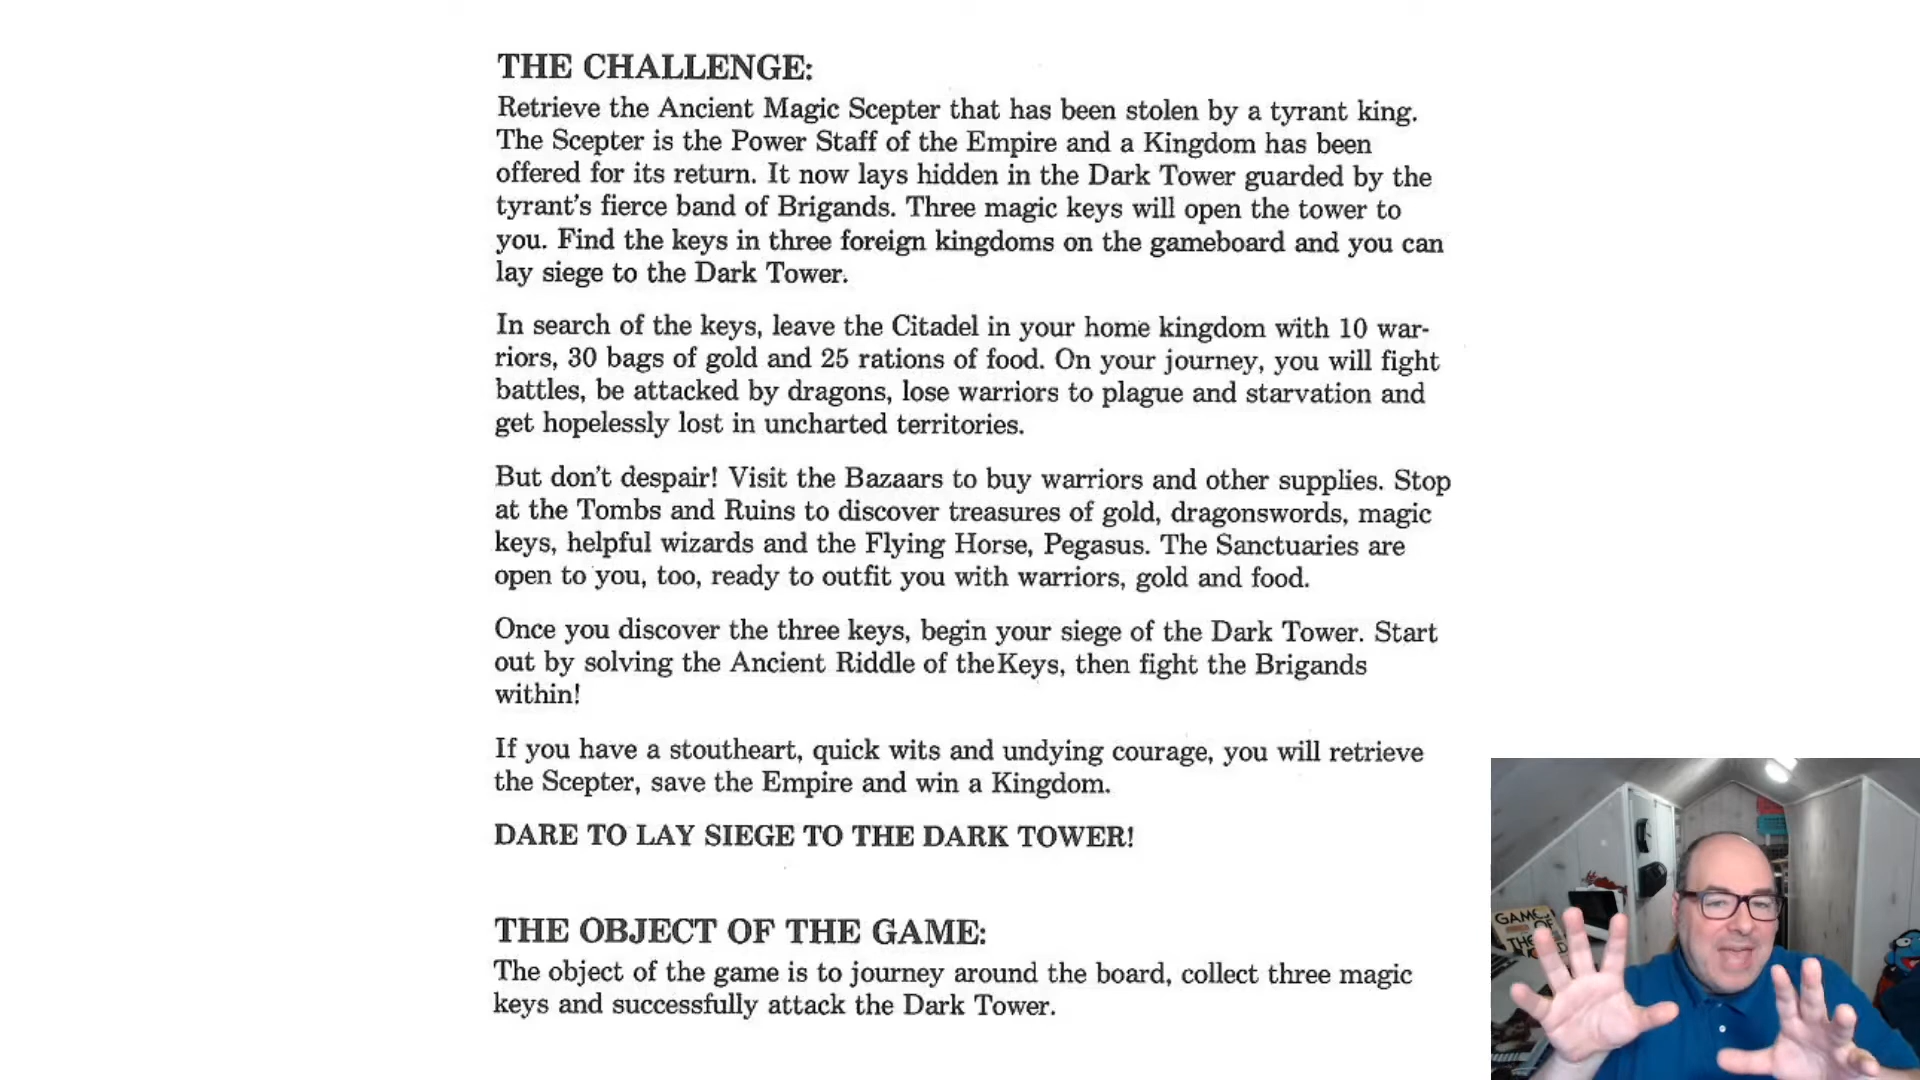 THE CHALLENGE:
Retrieve the Ancient Magic Scepter that has been stolen by a tyrant king.
The Scepter is the Power Staff of the Empire and a Kingdom has been
offered for its return. It now lays hidden in the Dark Tower guarded by the
tyrant's fierce band of Brigands. Three magic keys will open the tower to
you. Find the keys in three foreign kingdoms on the gameboard and you can
lay siege to the Dark Tower.
In search of the keys, leave the Citadel in your home kingdom with 10 war-
riors, 30 bags of gold and 25 rations of food. On your journey, you will fight
battles, be attacked by dragons, lose warriors to plague and starvation and
get hopelessly lost in uncharted territories.
But don't despair! Visit the Bazaars to buy warriors and other supplies. Stop
at the Tombs and Ruins to discover treasures of gold, dragonswords, magic
keys, helpful wizards and the Flying Horse, Pegasus. The Sanctuaries are
open to you, too, ready to outfit you with warriors, gold and food.
Once you discover the three keys, begin your siege of the Dark Tower. Start
out by solving the Ancient Riddle of the Keys, then fight the Brigands
within!
If you have a stoutheart, quick wits and undying courage, you will retrieve
the Scepter, save the Empire and win a Kingdom.
DARE TO LAY SIEGE TO THE DARK TOWER!
THE OBJECT OF THE GAME:
The object of the game is to journey around the board, collect three magic
keys and successfully attack the Dark Tower.
GAME
OF
THE